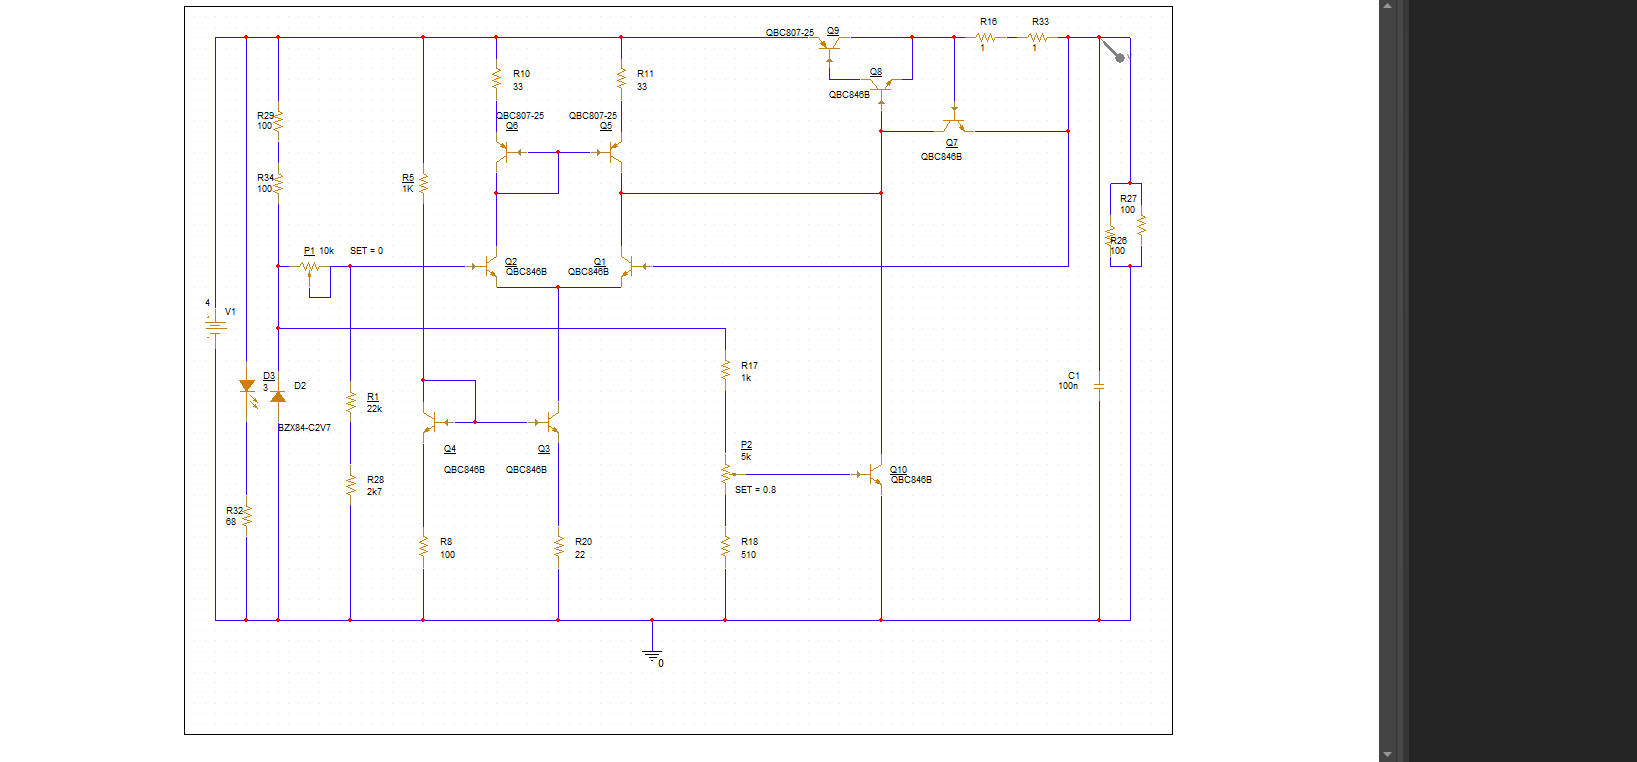 R16 R33
QBC807-25 Q9
1 1
R10
33
R11
33
Q8
QBC846B
R29
100
QBC807-25
Q6
QBC807-25
Q5
Q7
QBC846B
R34
100
R5
1K
R27
100
R26
100
P1 10k SET = 0
Q2
QBC846B
Q1
QBC846B
4
V1
D3
3
D2
BZX84-C2V7
R1
22k
R17
1k
C1
100n
Q4
QBC846B
Q3
QBC846B
P2
5k
SET = 0.8
Q10
QBC846B
R28
2k7
R32
68
R8
100
R20
22
R18
510
0